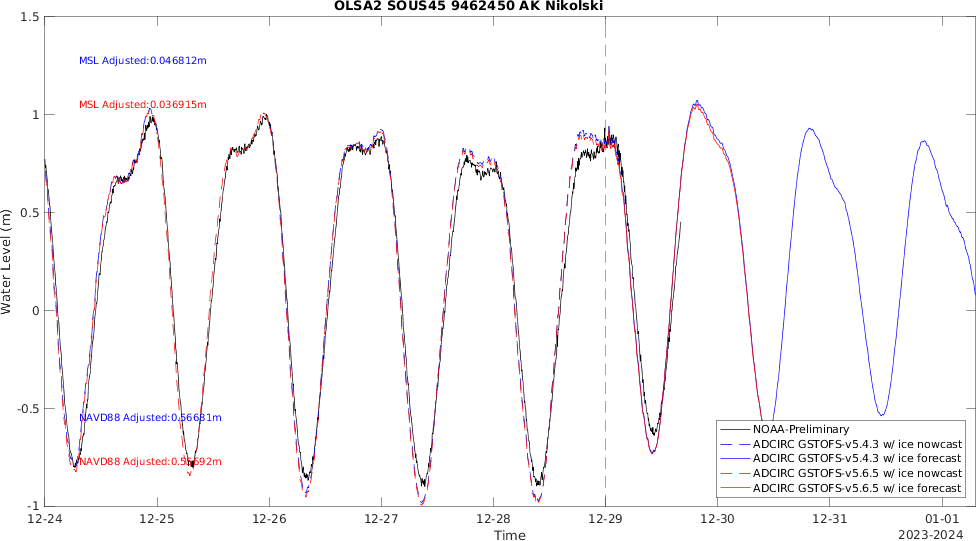 OLSA2 SOUS45 9462450 AK Nikolski
1.5
1
0.5
0
-0.5
-1
Water Level (m)
MSL Adjusted:0.046812m
MSL Adjusted:0.036915m
NAVD88 Adjusted:0.56681m
NAVD88 Adjusted:0.55692m
NOAA-Preliminary
ADCIRC GSTOFS-v5.4.3 w/ ice nowcast
ADCIRC GSTOFS-v5.4.3 w/ ice forecast
ADCIRC GSTOFS-v5.6.5 w/ ice nowcast
ADCIRC GSTOFS-v5.6.5 w/ ice forecast
12-24 12-25 12-26 12-27 12-28 12-29 12-30 12-31 01-01
Time
2023-2024